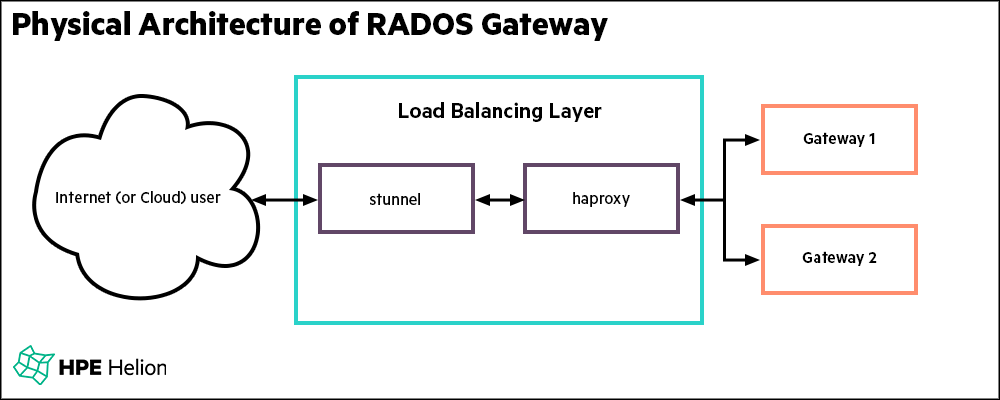 Physical Architecture of RADOS Gateway
Load Balancing Layer
Internet (or Cloud) user
stunnel
haproxy
Gateway 1
Gateway 2
HPE Helion